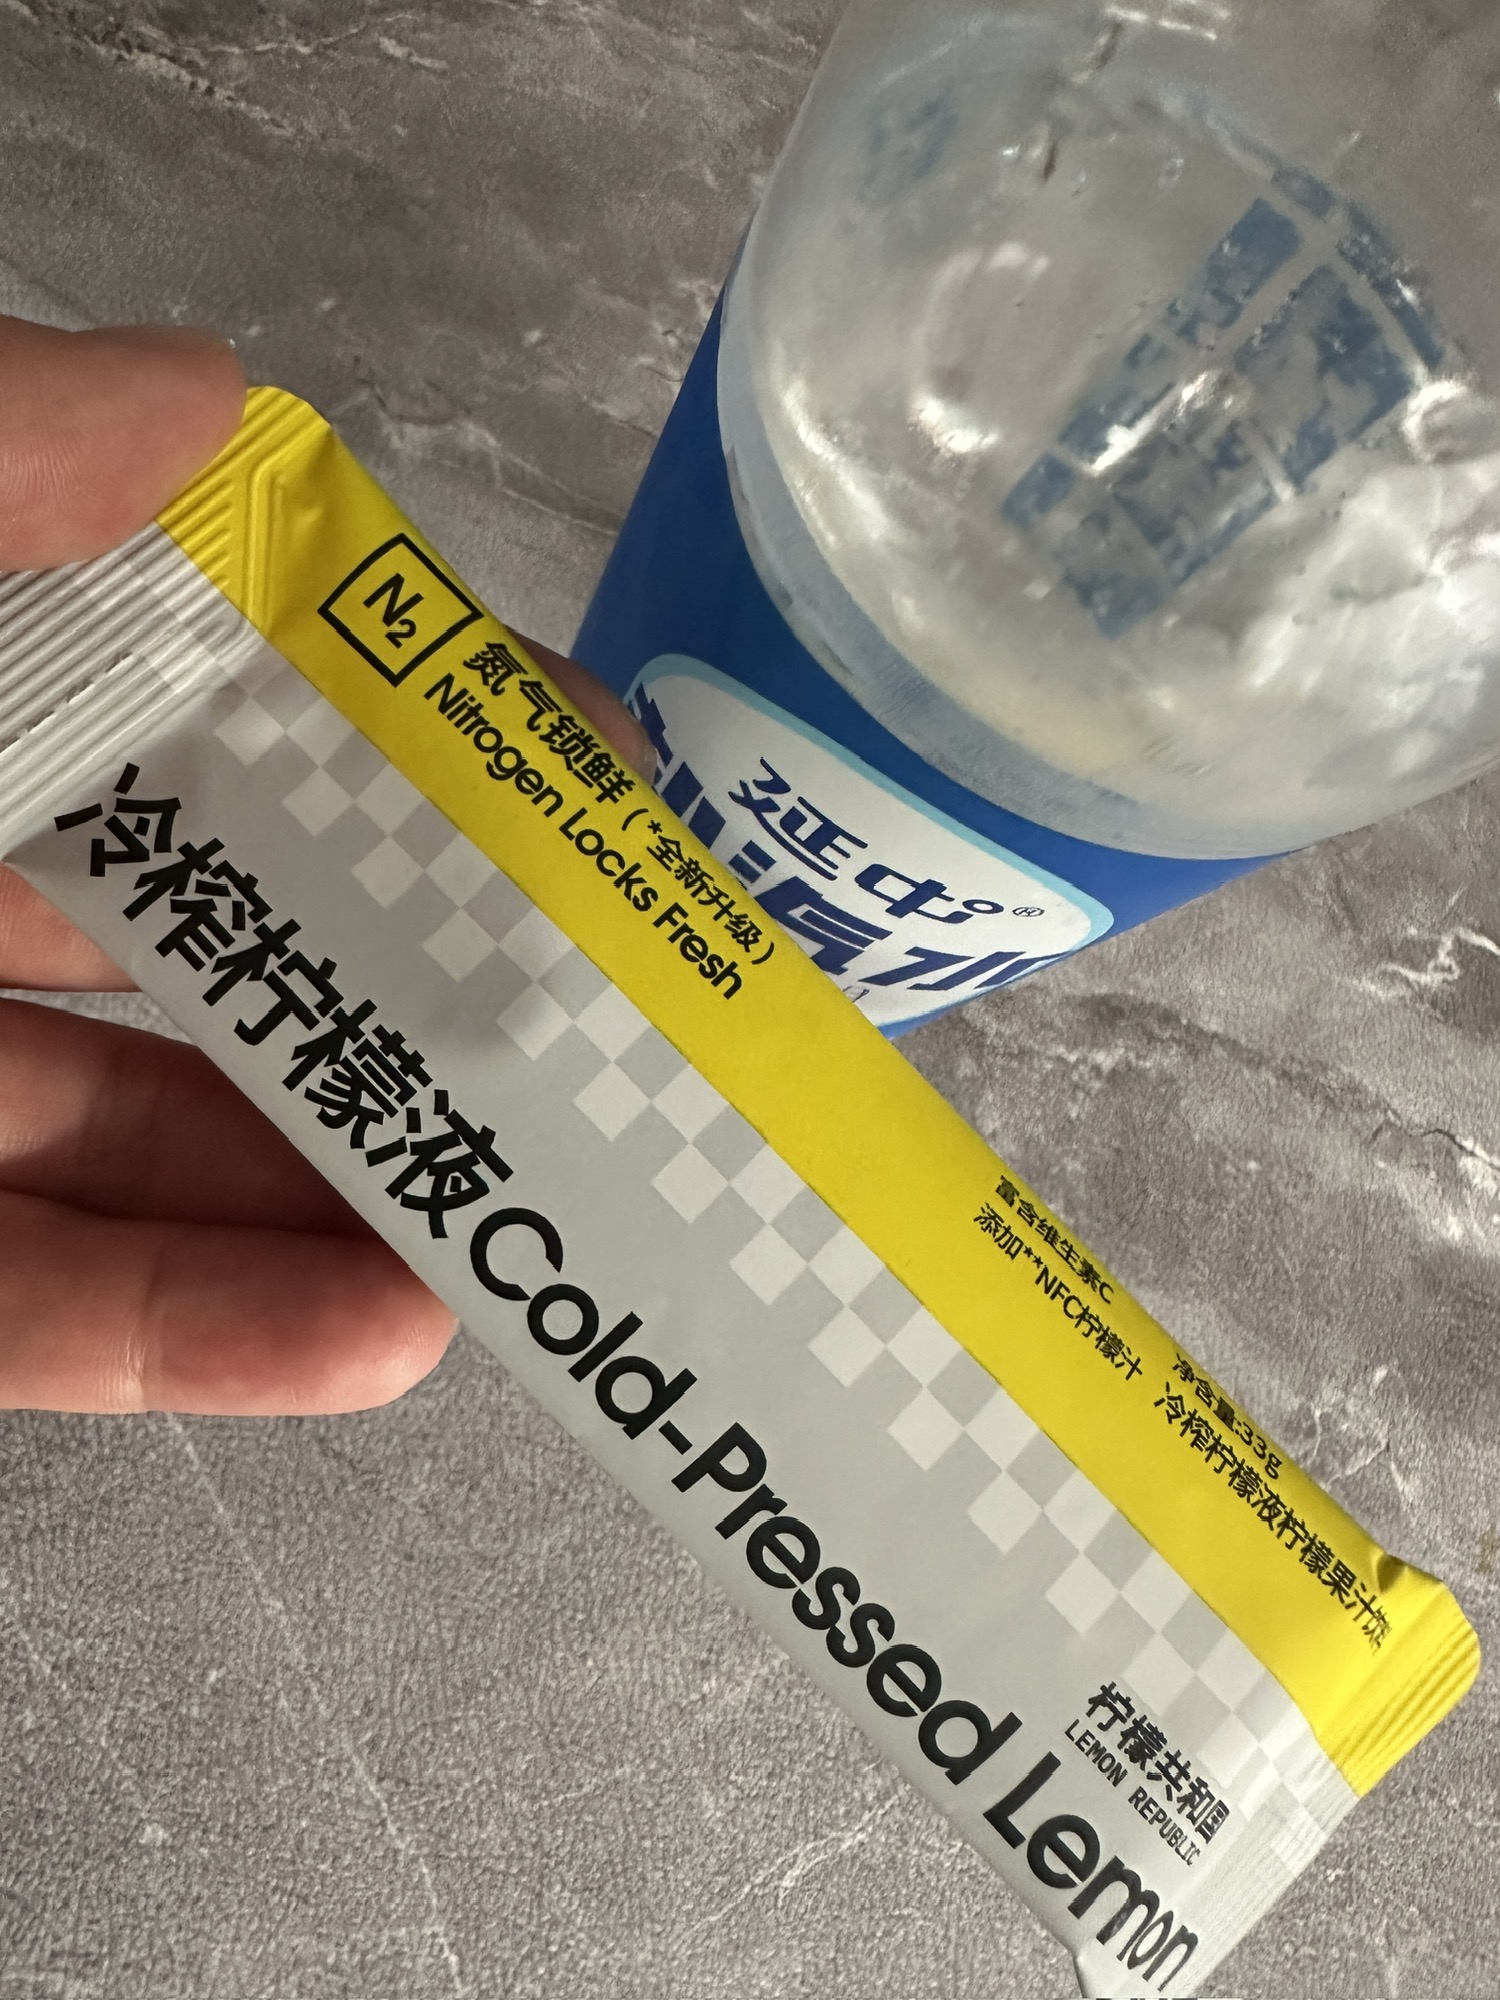 N₂
氮气锁鲜(*全新升级)
Nitrogen Locks Fresh
冷榨柠檬液 Cold-Pressed Lemon
富含维生素C
添加**NFC柠檬汁
净含量:33g
冷榨柠檬液柠檬果汁饮料
柠檬共和国
LEMON REPUBLIC
延中®
汽水